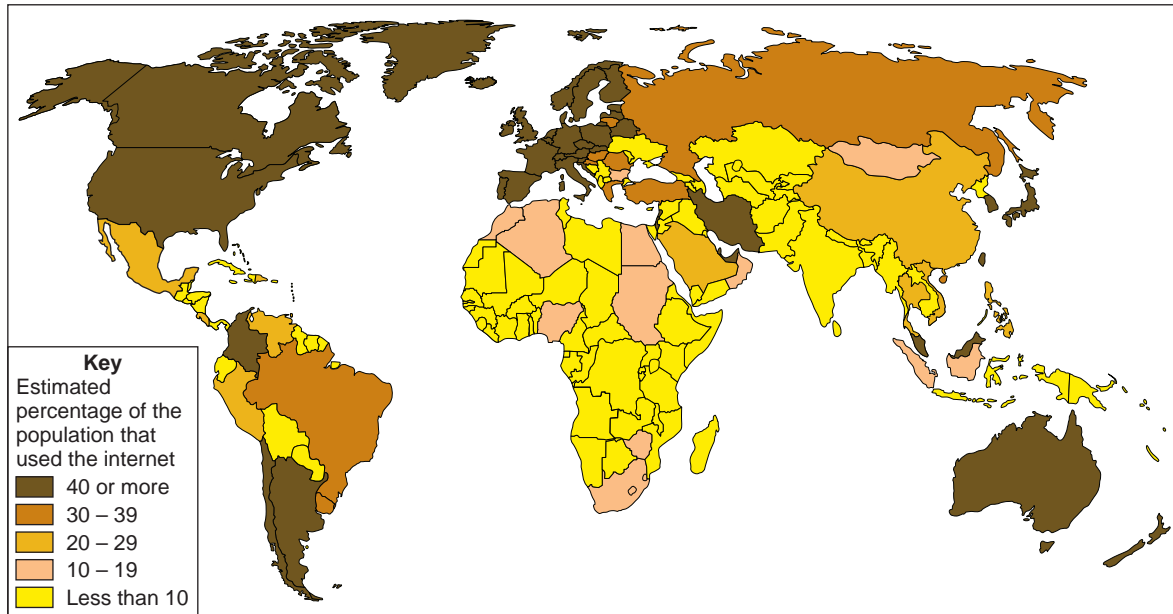 Key
Estimated
percentage of the
population that
used the internet
40 or more
30 – 39
20 – 29
10 – 19
Less than 10